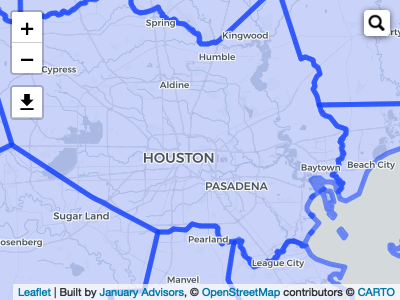 Spring
Kingwood
+
Humble
−
Cypress
Aldine
HOUSTON
Baytown
Beach City
PASADENA
Sugar Land
Pearland
League City
Manvel
Leaflet | Built by January Advisors, © OpenStreetMap contributors © CARTO